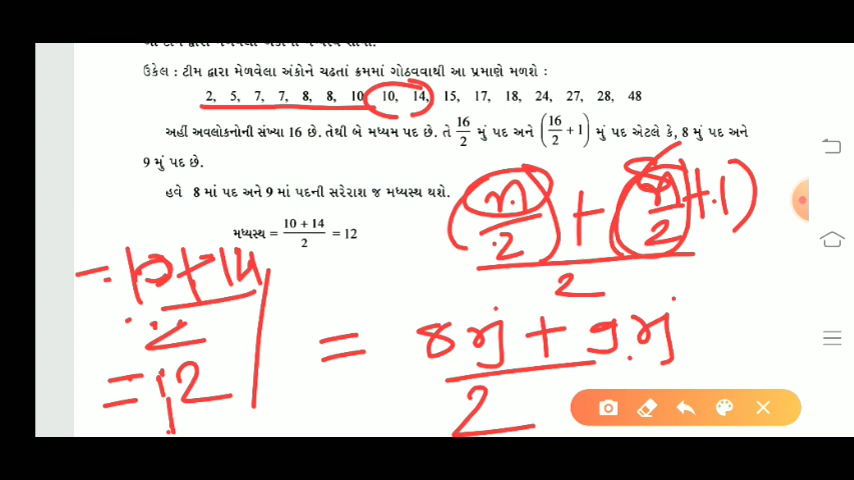 ઉકેલ : ટીમ દ્વારા મેળવેલા અંકોને ચઢતાં ક્રમમાં ગોઠવવાથી આ પ્રમાણે મળશે :
2, 5, 7, 7, 8, 8, 10, 10, 14, 15, 17, 18, 24, 27, 28, 48
અહીં અવલોકનોની સંખ્યા 16 છે. તેથી બે મધ્યમ પદ છે. તે 16/2 મું પદ અને (16/2 + 1) મું પદ એટલે કે, 8 મું પદ અને
9 મું પદ છે.
હવે 8 માં પદ અને 9 માં પદની સરેરાશ જ મધ્યસ્થ થશે.
મધ્યસ્થ = 10 + 14 / 2 = 12
(n/2) + (n/2 + 1) / 2
= 10 + 14 / 2
= 8 મું + 9 મું / 2
= 12